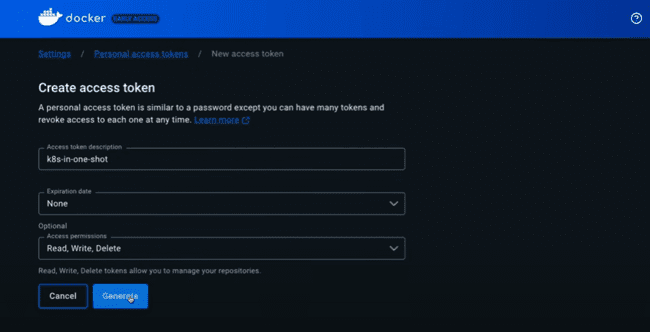 docker EARLY ACCESS
Settings / Personal access tokens / New access token
Create access token
A personal access token is similar to a password except you can have many tokens and
revoke access to each one at any time. Learn more
Access token description
k8s-in-one-shot
Expiration date
None
Optional
Access permissions
Read, Write, Delete
Read, Write, Delete tokens allow you to manage your repositories.
Cancel Generate